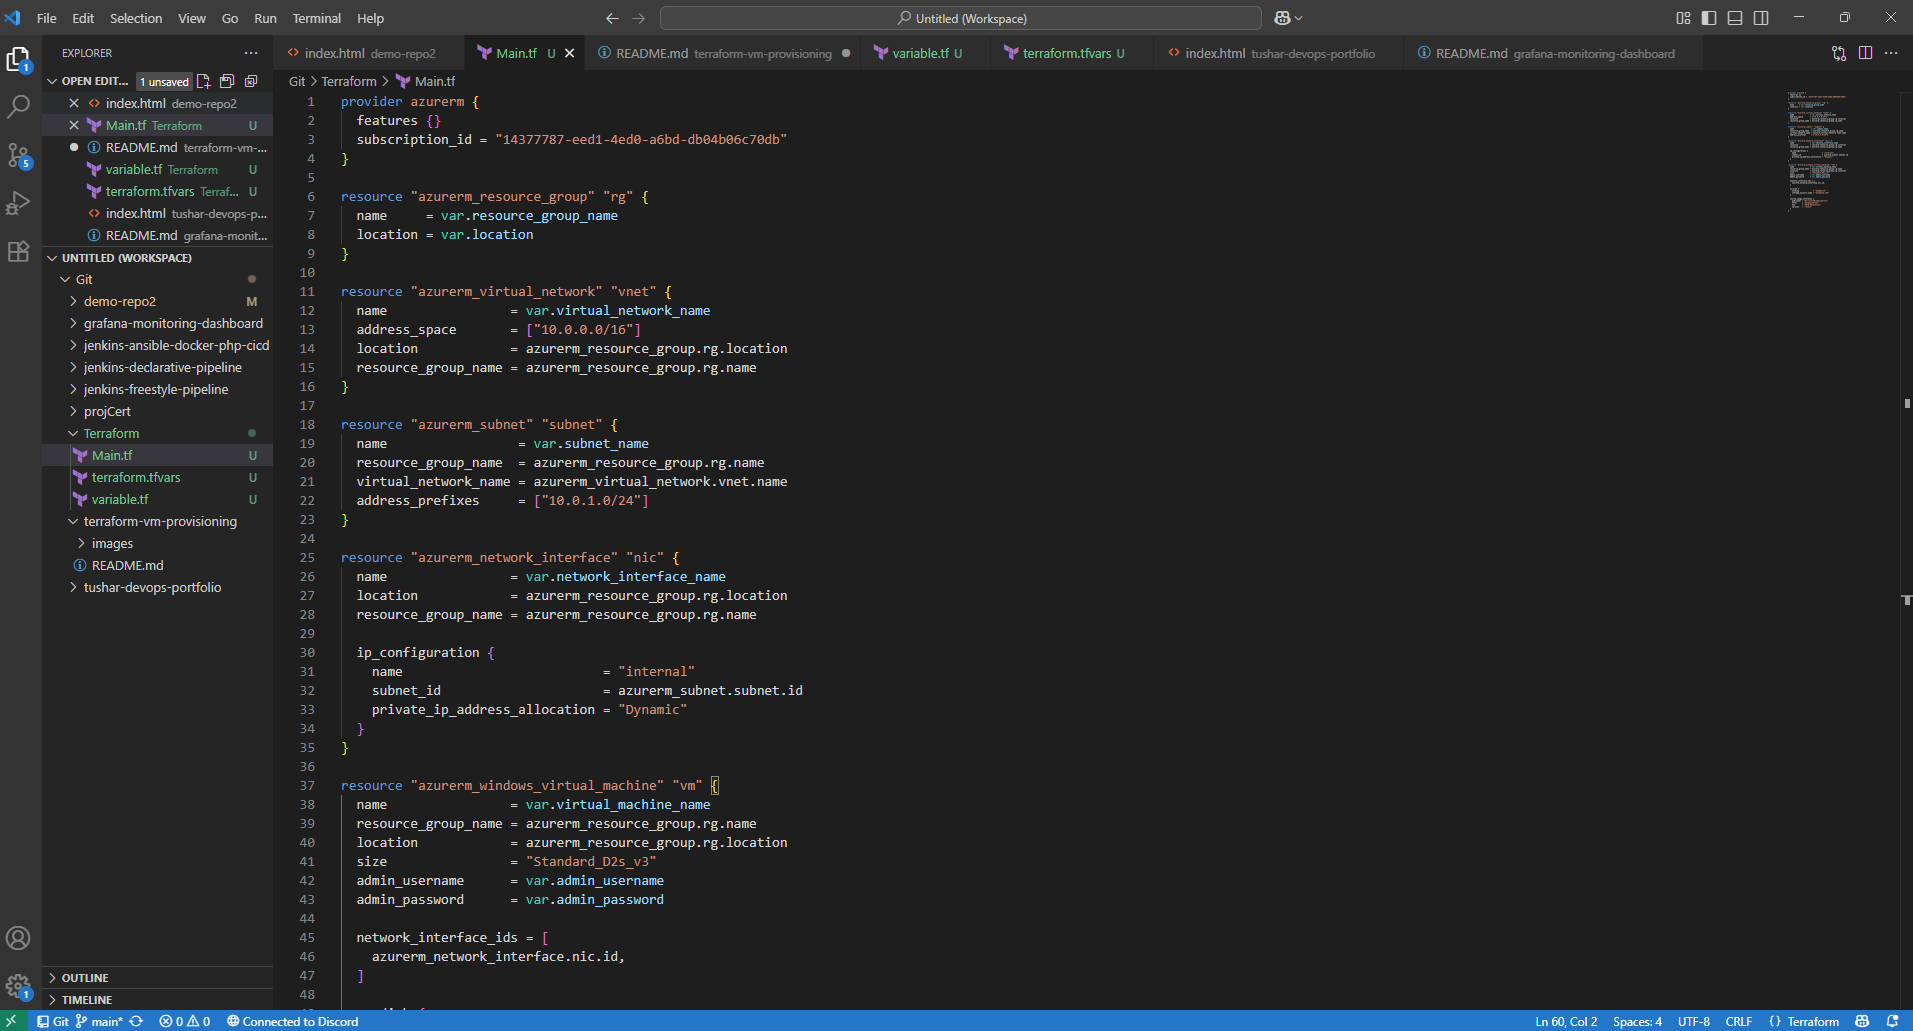 File Edit Selection View Go Run Terminal Help
Untitled (Workspace)
EXPLORER
index.html demo-repo2
Main.tf U
README.md terraform-vm-provisioning
variable.tf U
terraform.tfvars U
index.html tushar-devops-portfolio
README.md grafana-monitoring-dashboard
OPEN EDIT... 1 unsaved
index.html demo-repo2
Main.tf Terraform U
README.md terraform-vm-...
variable.tf Terraform U
terraform.tfvars Terraf... U
index.html tushar-devops-p...
README.md grafana-monit...
UNTITLED (WORKSPACE)
Git
demo-repo2 M
grafana-monitoring-dashboard
jenkins-ansible-docker-php-cicd
jenkins-declarative-pipeline
jenkins-freestyle-pipeline
projCert
Terraform
Main.tf U
terraform.tfvars U
variable.tf U
terraform-vm-provisioning
images
README.md
tushar-devops-portfolio
OUTLINE
TIMELINE
1
5
1
Git > Terraform > Main.tf
1 provider azurerm {
2 features {}
3 subscription_id = "14377787-eed1-4ed0-a6bd-db04b06c70db"
4 }
5
6 resource "azurerm_resource_group" "rg" {
7 name = var.resource_group_name
8 location = var.location
9 }
10
11 resource "azurerm_virtual_network" "vnet" {
12 name = var.virtual_network_name
13 address_space = ["10.0.0.0/16"]
14 location = azurerm_resource_group.rg.location
15 resource_group_name = azurerm_resource_group.rg.name
16 }
17
18 resource "azurerm_subnet" "subnet" {
19 name = var.subnet_name
20 resource_group_name = azurerm_resource_group.rg.name
21 virtual_network_name = azurerm_virtual_network.vnet.name
22 address_prefixes = ["10.0.1.0/24"]
23 }
24
25 resource "azurerm_network_interface" "nic" {
26 name = var.network_interface_name
27 location = azurerm_resource_group.rg.location
28 resource_group_name = azurerm_resource_group.rg.name
29
30 ip_configuration {
31 name = "internal"
32 subnet_id = azurerm_subnet.subnet.id
33 private_ip_address_allocation = "Dynamic"
34 }
35 }
36
37 resource "azurerm_windows_virtual_machine" "vm" {
38 name = var.virtual_machine_name
39 resource_group_name = azurerm_resource_group.rg.name
40 location = azurerm_resource_group.rg.location
41 size = "Standard_D2s_v3"
42 admin_username = var.admin_username
43 admin_password = var.admin_password
44
45 network_interface_ids = [
46 azurerm_network_interface.nic.id,
47 ]
48
Git main* 0 0 Connected to Discord
Ln 60, Col 2 Spaces: 4 UTF-8 CRLF {} Terraform